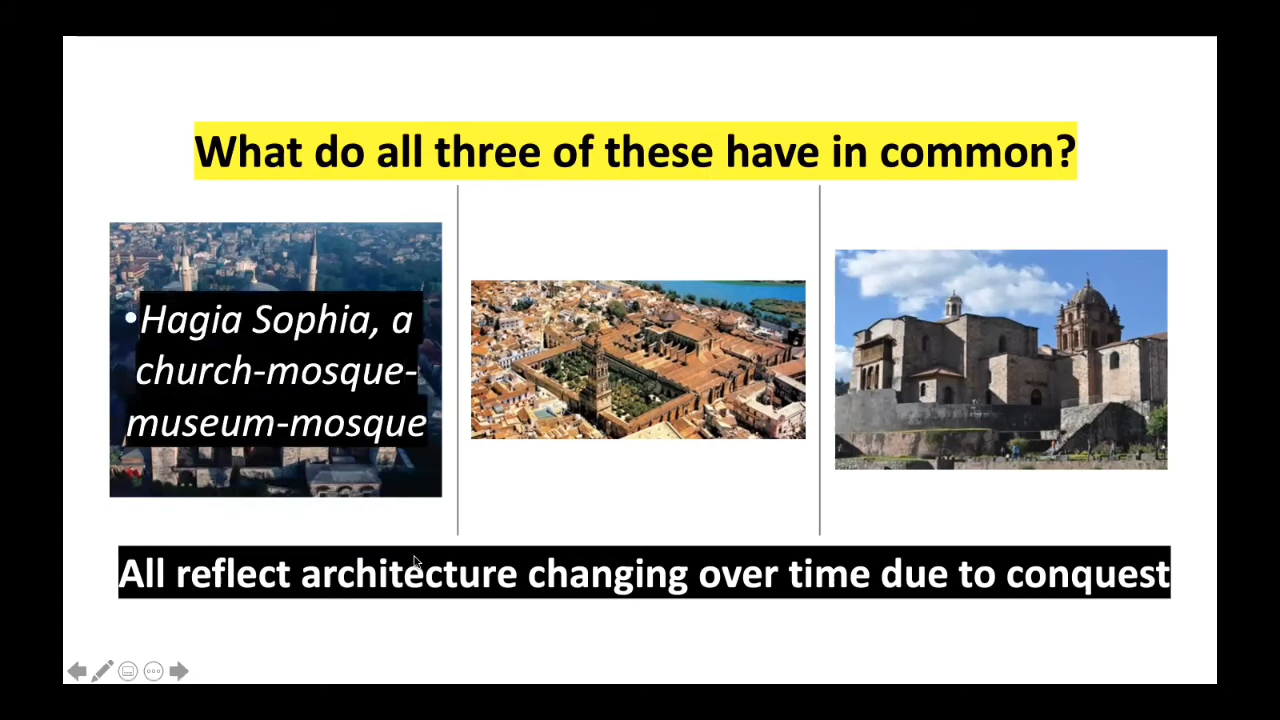 What do all three of these have in common?
•Hagia Sophia, a
church-mosque-
museum-mosque
All reflect architecture changing over time due to conquest